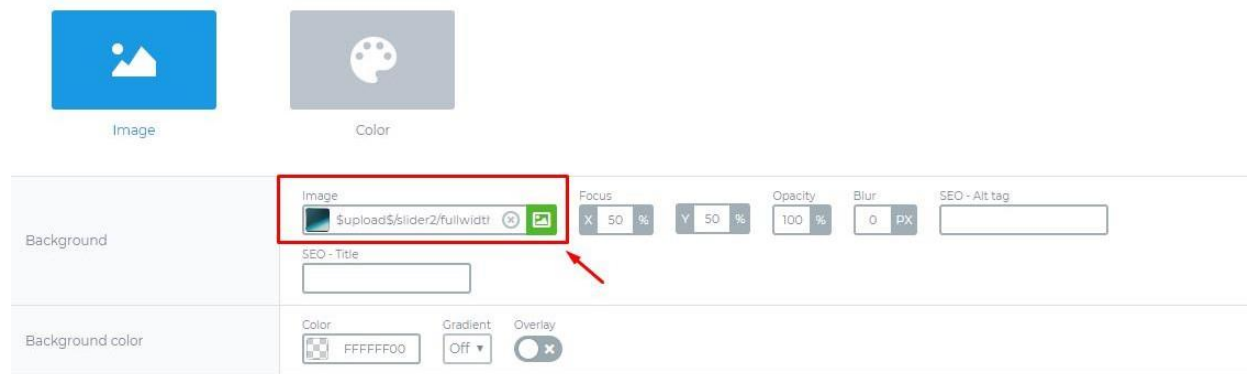 Image
Color
Image
Focus
Opacity
Blur
SEO - Alt tag
$upload$/slider2/fullwidth
X 50 %
Y 50 %
100 %
0 PX
Background
SEO - Title
Color
Gradient
Overlay
Background color
FFFFFF00
Off